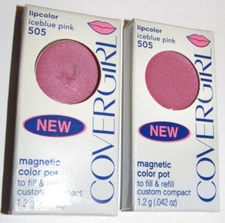 lipcolor
iceblue pink
505
NEW
COVERGIRL
magnetic
color pot
to fill & refill
custom compact
1.2 g (.042 oz)
lipcolor
iceblue pink
505
NEW
COVERGIRL
magnetic
color pot
to fill & refill
custom compact
1.2 g (.042 oz)